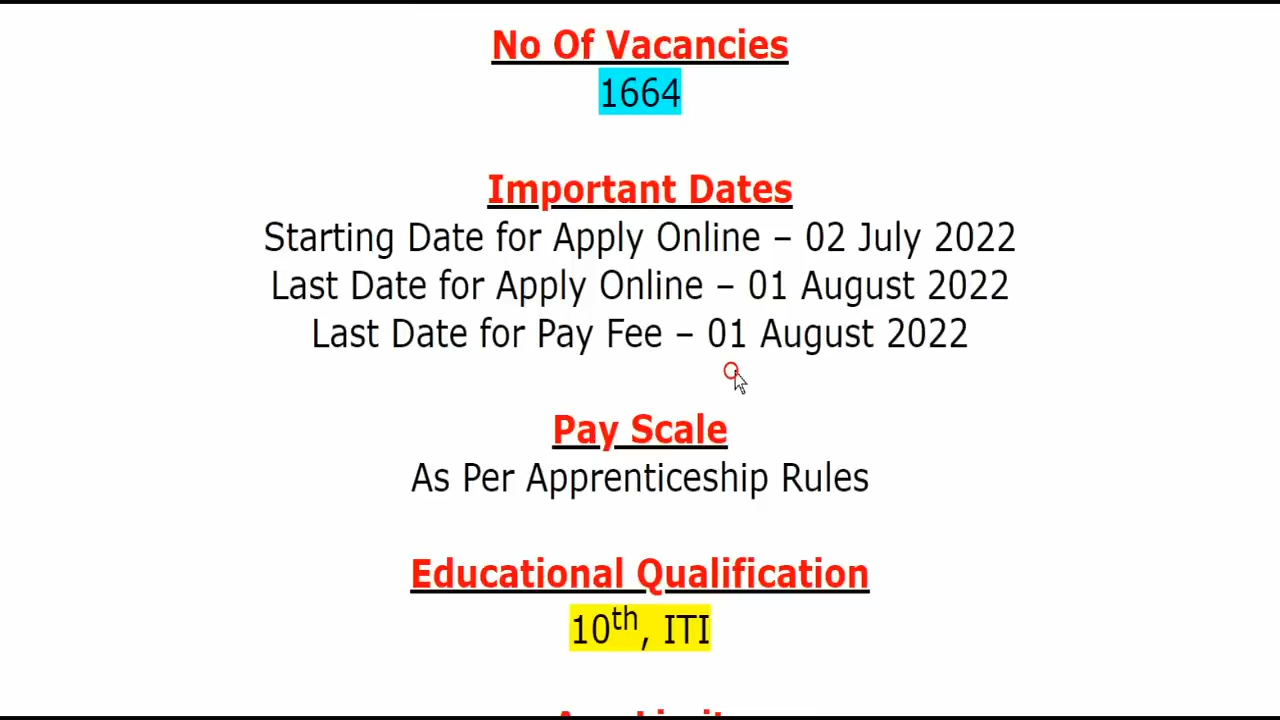 No Of Vacancies
1664
Important Dates
Starting Date for Apply Online – 02 July 2022
Last Date for Apply Online – 01 August 2022
Last Date for Pay Fee – 01 August 2022
Pay Scale
As Per Apprenticeship Rules
Educational Qualification
10th, ITI